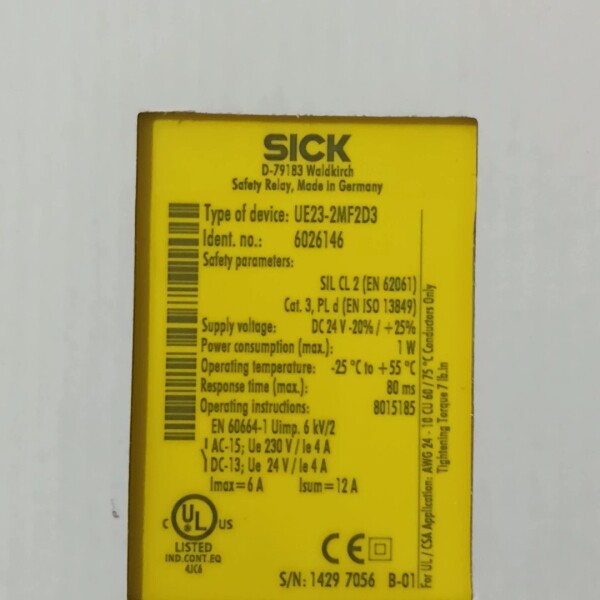 SICK
D-79183 Waldkirch
Safety Relay, Made in Germany
Type of device: UE23-2MF2D3
Ident. no.: 6026146
Safety parameters:
SIL CL 2 (EN 62061)
Cat. 3, PL d (EN ISO 13849)
Supply voltage: DC 24 V -20% / +25%
Power consumption (max.): 1 W
Operating temperature: -25 °C to +55 °C
Response time (max.): 80 ms
Operating instructions: 8015185
EN 60664-1 Uimp. 6 kV/2
AC-15; Ue 230 V / Ie 4 A
DC-13; Ue 24 V / Ie 4 A
Imax=6 A Isum=12 A
C UL US
LISTED
IND.CONT.EQ
4JC6
CE
S/N: 1429 7056 B-01
For UL / CSA Application: AWG 24 - 10 CU 60 / 75 °C Conductors Only
Tightening Torque 7 lb.in